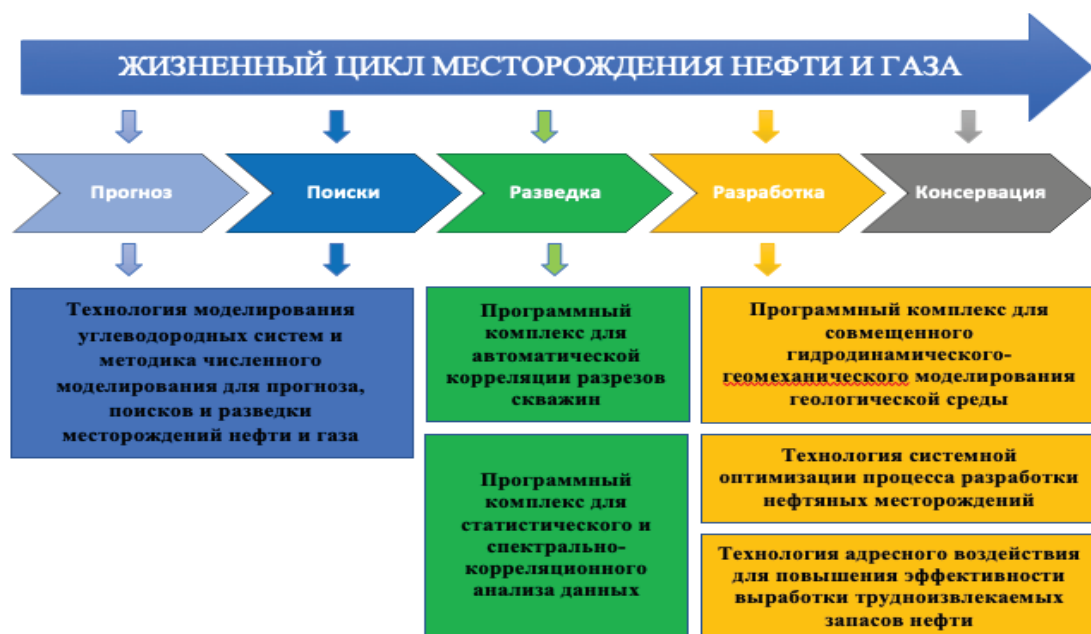 ЖИЗНЕННЫЙ ЦИКЛ МЕСТОРОЖДЕНИЯ НЕФТИ И ГАЗА
Прогноз
Поиски
Разведка
Разработка
Консервация
Технология моделирования
углеводородных систем и
методика численного
моделирования для прогноза,
поисков и разведки
месторождений нефти и газа
Программный
комплекс для
автоматической
корреляции разрезов
скважин
Программный
комплекс для
статистического и
спектрально-
корреляционного
анализа данных
Программный комплекс для
совмещенного
гидродинамического-
геомеханического моделирования
геологической среды
Технология системной
оптимизации процесса разработки
нефтяных месторождений
Технология адресного воздействия
для повышения эффективности
выработки трудноизвлекаемых
запасов нефти